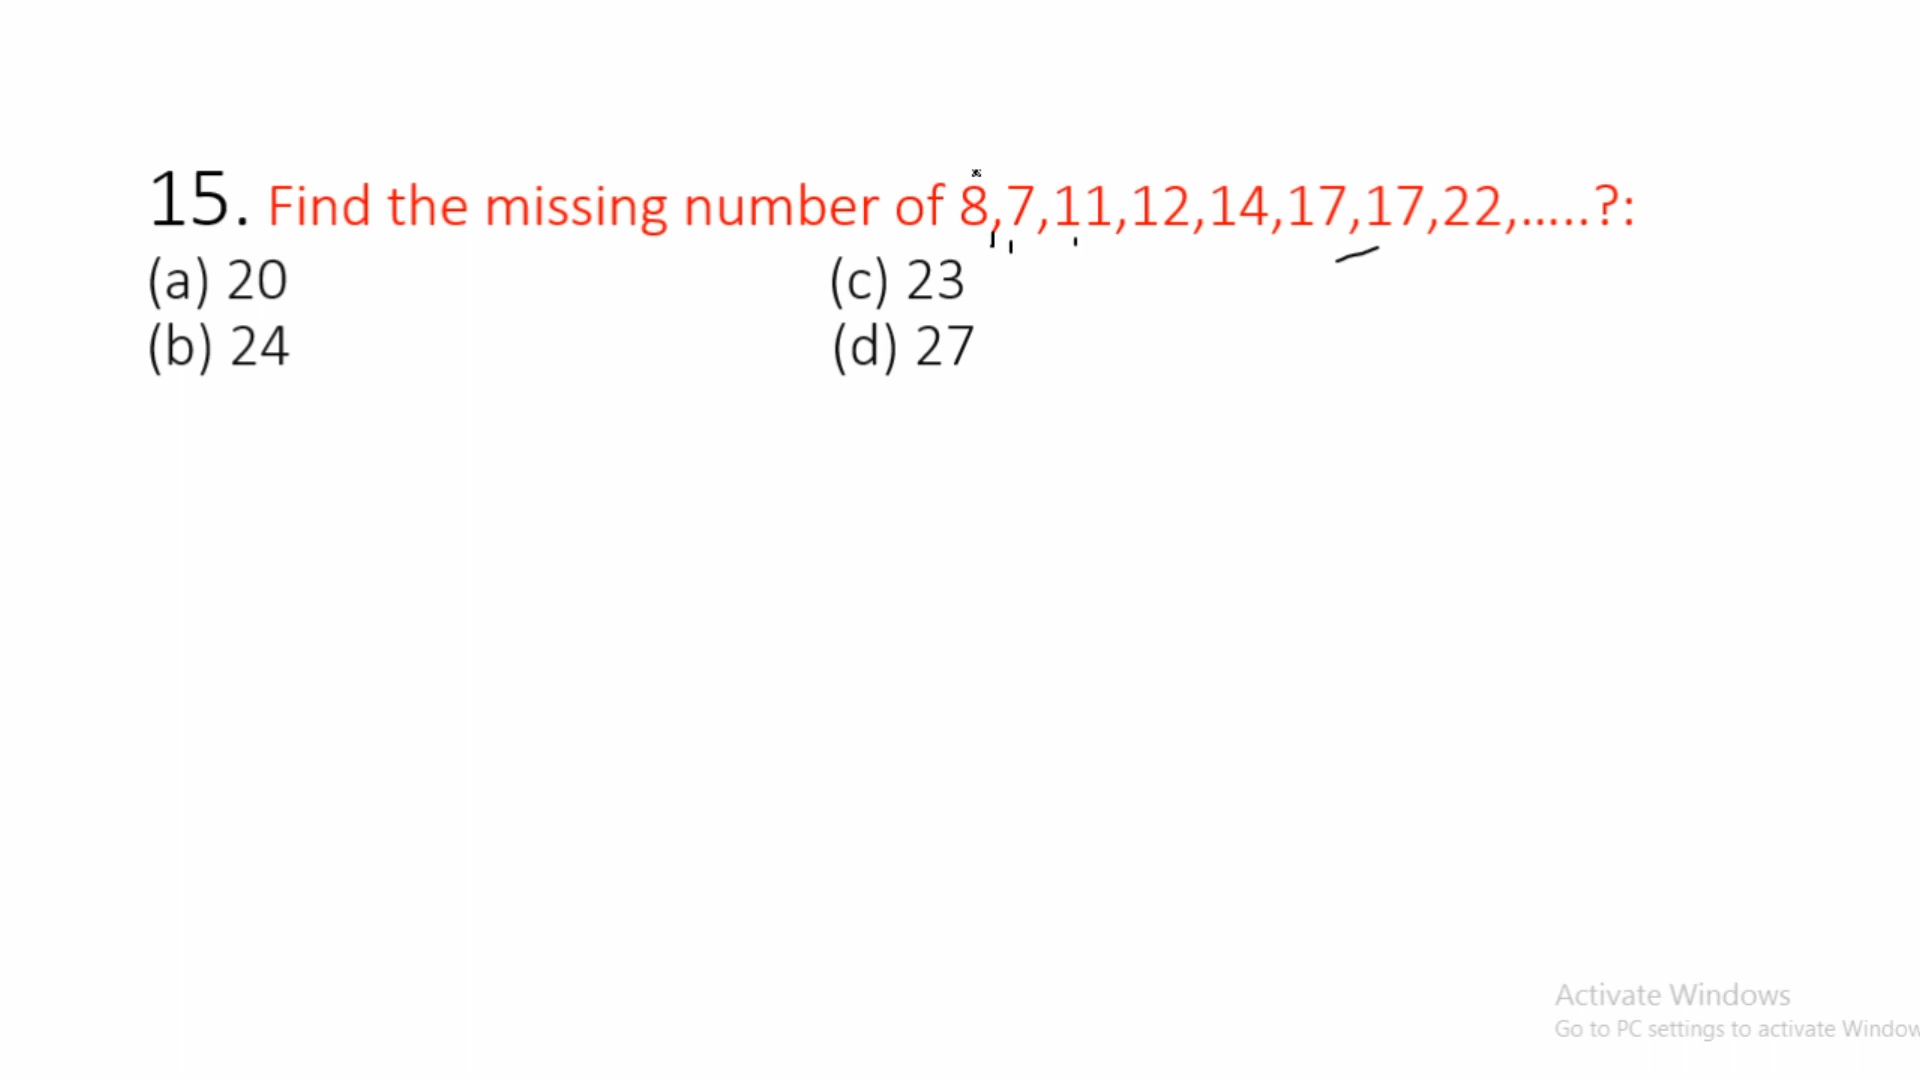 15. Find the missing number of 8,7,11,12,14,17,17,22,.....?:
(a) 20 (c) 23
(b) 24 (d) 27
Activate Windows
Go to PC settings to activate Window